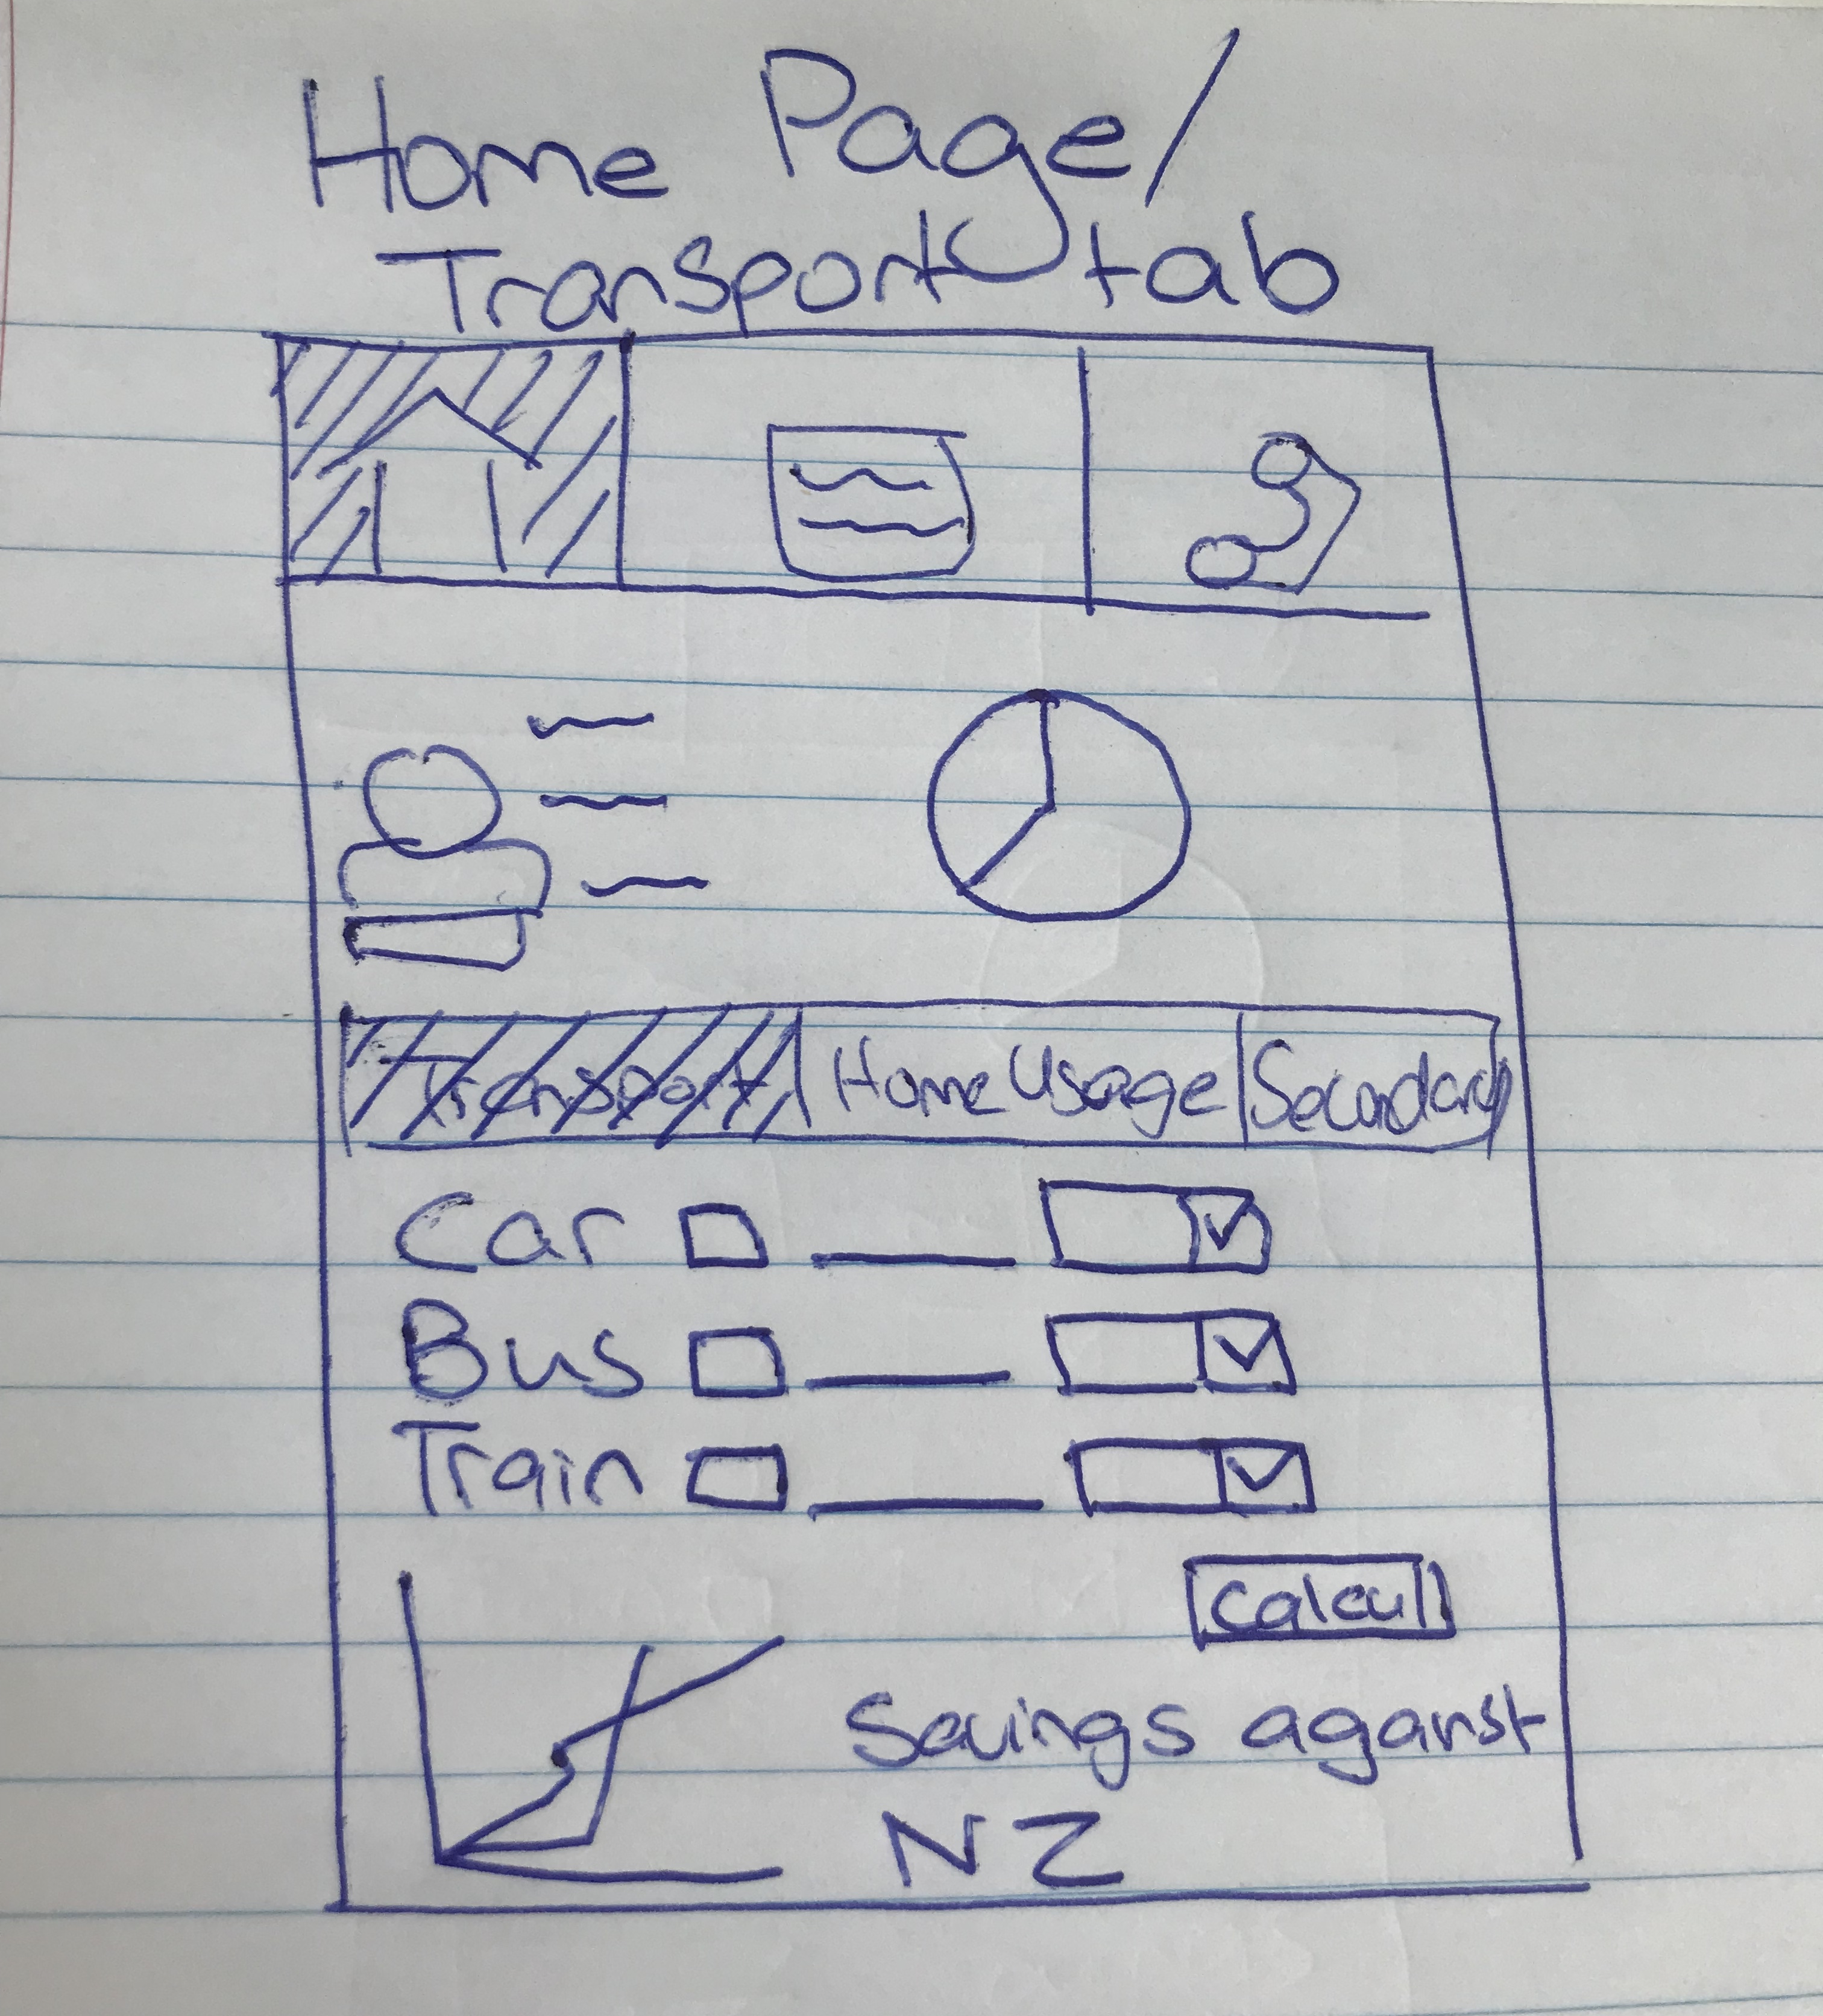 Home Page/
Transport tab
Transport Home Usage Secondary
Car
Bus
Train
Calcul
Savings against
NZ